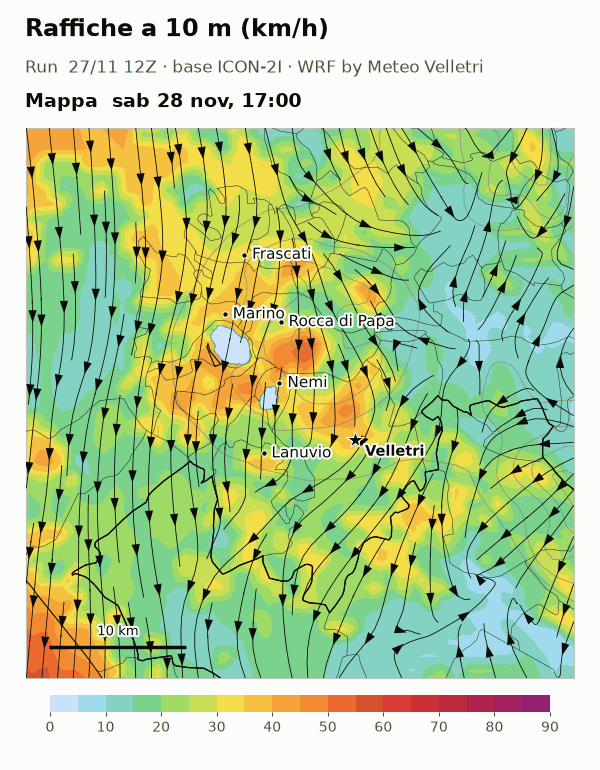 Raffiche a 10 m (km/h)
Run 27/11 12Z · base ICON-2I · WRF by Meteo Velletri
Mappa sab 28 nov, 17:00
Frascati
Marino
Rocca di Papa
Nemi
Velletri
Lanuvio
10 km
0 10 20 30 40 50 60 70 80 90